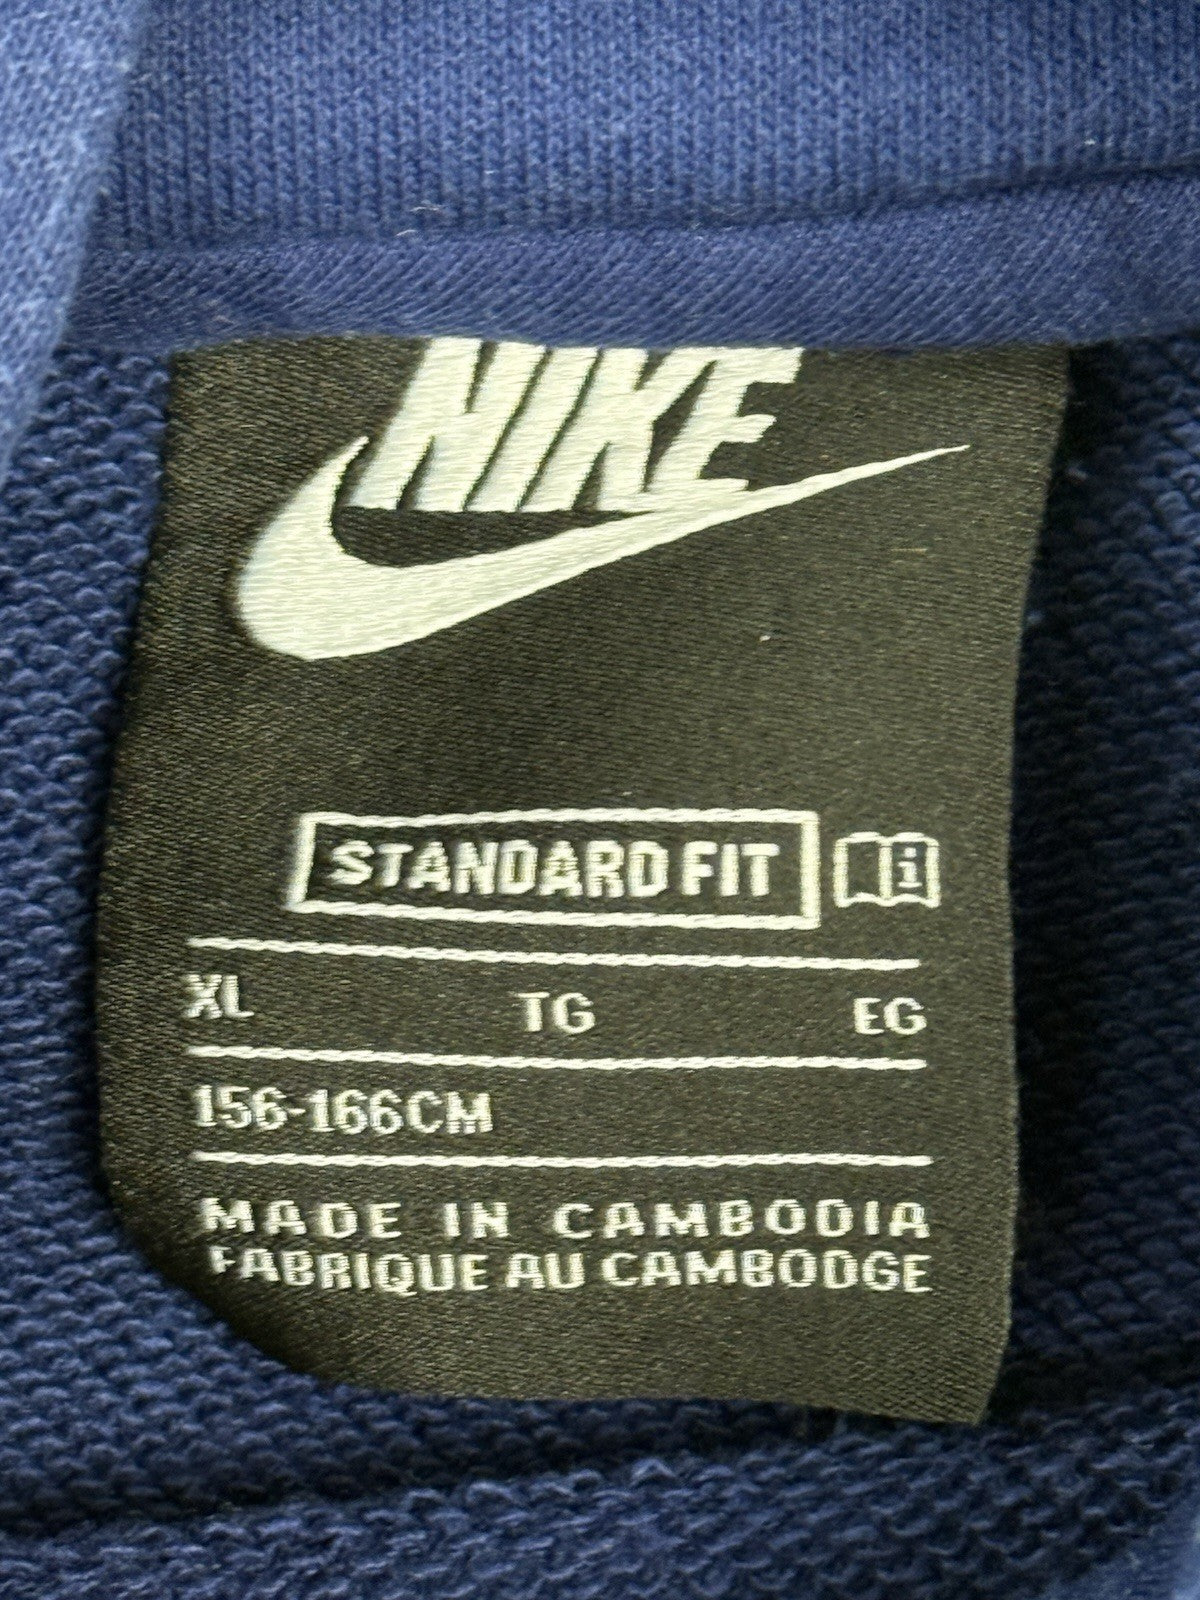 NIKE
STANDARD FIT i
XL TG EG
156-166CM
MADE IN CAMBODIA
FABRIQUE AU CAMBODGE